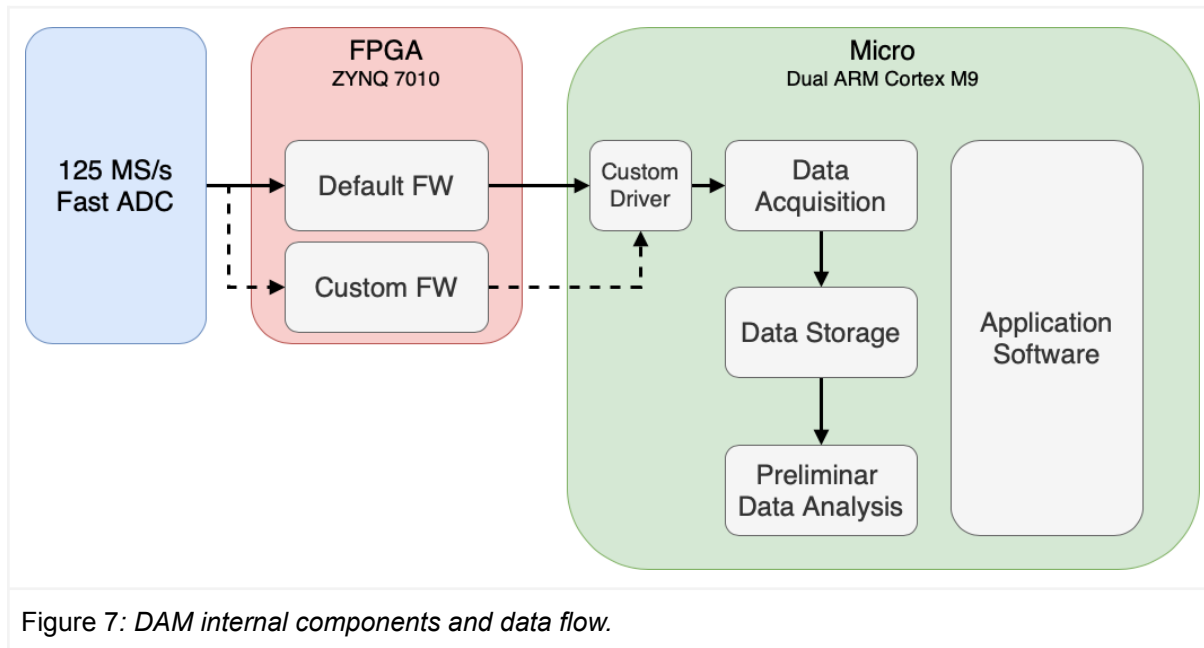 FPGA
ZYNQ 7010
Micro
Dual ARM Cortex M9
125 MS/s
Fast ADC
Default FW
Custom FW
Custom
Driver
Data
Acquisition
Data Storage
Preliminar
Data Analysis
Application
Software
Figure 7: DAM internal components and data flow.